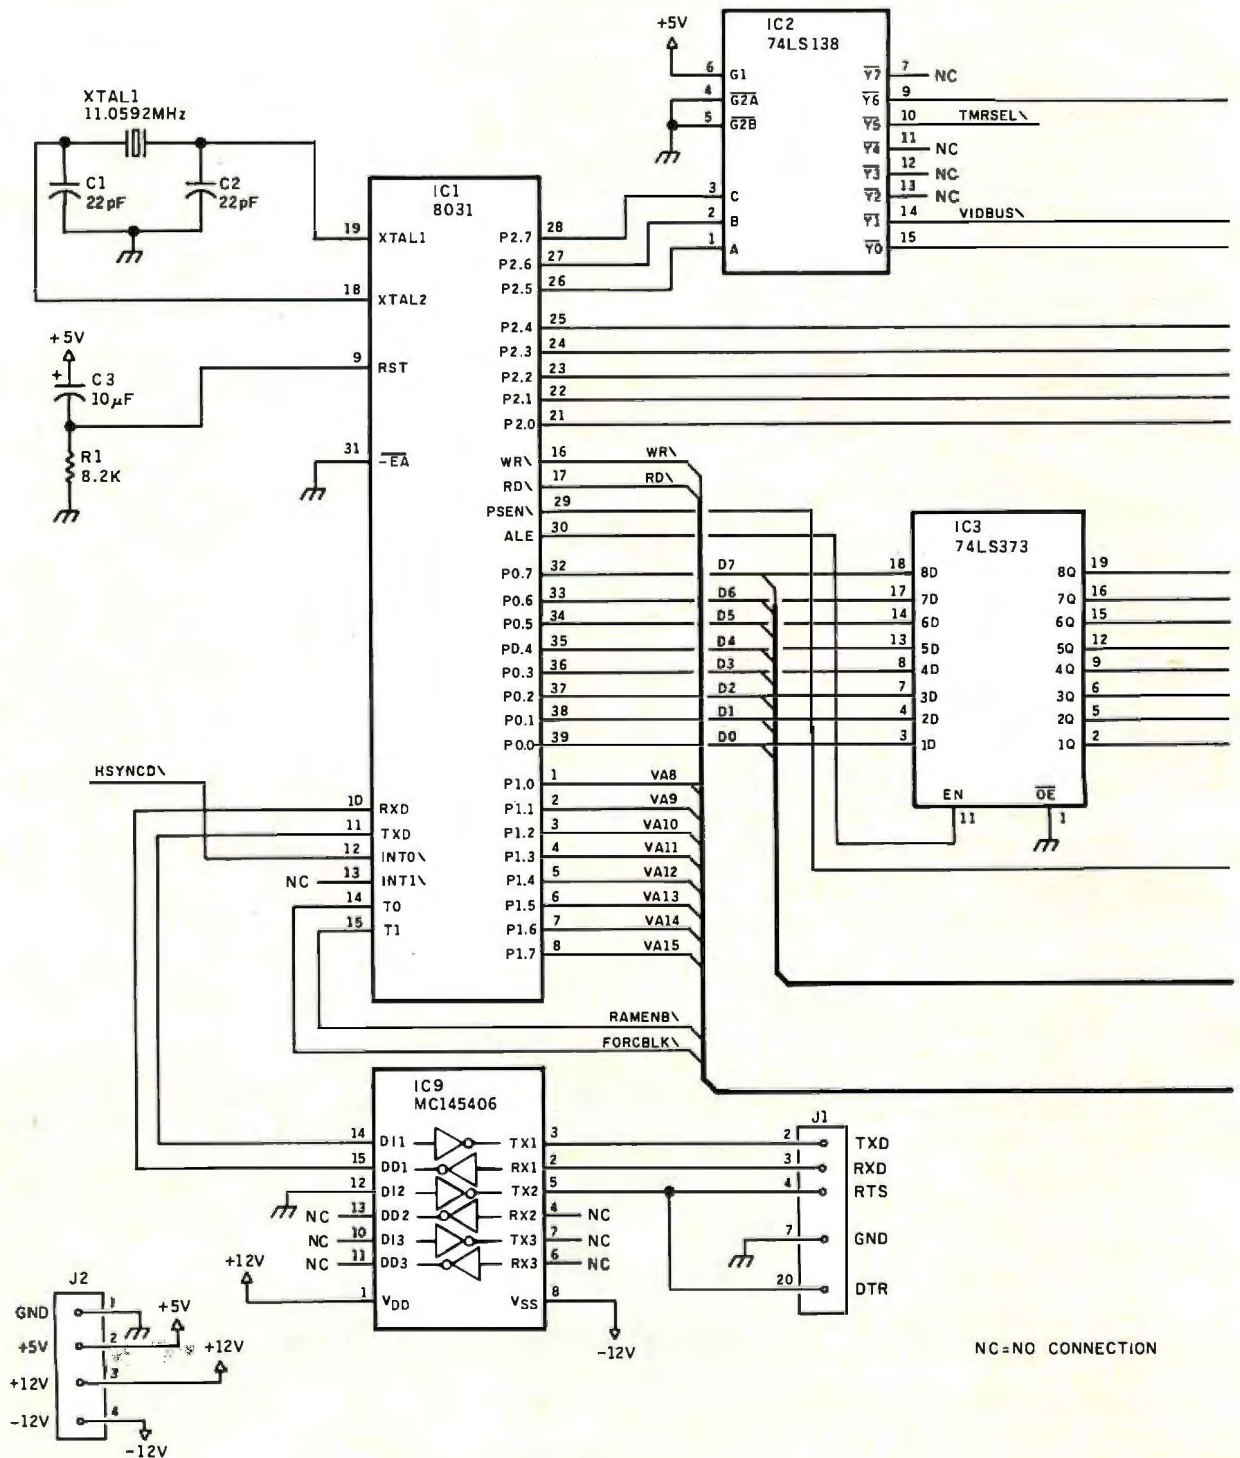 IC2
74LS138
+5V
6 G1
4 G2A
5 G2B
3 C
2 B
1 A
Y7 7 NC
Y6 9
Y5 10 TMRSEL\
Y4 11 NC
Y3 12 NC
Y2 13 NC
Y1 14 VIDBUS\
Y0 15
XTAL1
11.0592MHz
C1
22pF
C2
22pF
+5V
+
C3
10μF
R1
8.2K
IC1
8031
19 XTAL1
18 XTAL2
9 RST
31 -EA
HSYNCD\
10 RXD
11 TXD
12 INT0\
NC 13 INT1\
14 T0
15 T1
P2.7 28
P2.6 27
P2.5 26
P2.4 25
P2.3 24
P2.2 23
P2.1 22
P2.0 21
WR\ 16 WR\
RD\ 17 RD\
PSEN\ 29
ALE 30
P0.7 32 D7
P0.6 33 D6
P0.5 34 D5
PD.4 35 D4
P0.3 36 D3
P0.2 37 D2
P0.1 38 D1
P0.0 39 D0
P1.0 1 VA8
P1.1 2 VA9
P1.2 3 VA10
P1.3 4 VA11
P1.4 5 VA12
P1.5 6 VA13
P1.6 7 VA14
P1.7 8 VA15
RAMENB\
FORCBLK\
IC3
74LS373
18 8D 8Q 19
17 7D 7Q 16
14 6D 6Q 15
13 5D 5Q 12
8 4D 4Q 9
7 3D 3Q 6
4 2D 2Q 5
3 1D 1Q 2
EN OE
11 1
IC9
MC145406
14 DI1 TX1 3
15 DD1 RX1 2
12 DI2 TX2 5
NC 13 DD2 RX2 4 NC
NC 10 DI3 TX3 7 NC
NC 11 DD3 RX3 6 NC
+12V
1 VDD VSS 8
-12V
J1
2 TXD
3 RXD
4 RTS
7 GND
20 DTR
J2
GND 1
+5V 2 +5V
+12V 3 +12V
-12V 4
-12V
NC=NO CONNECTION